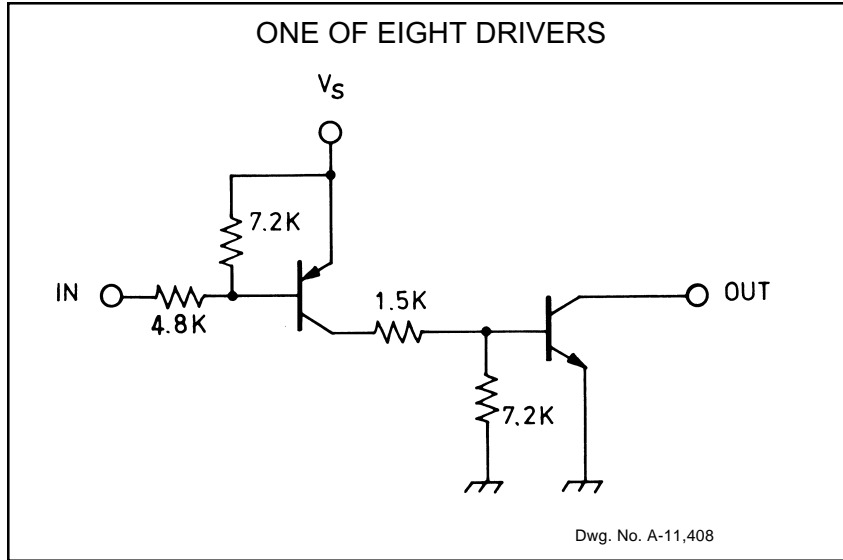 ONE OF EIGHT DRIVERS
VS
7.2K
IN
4.8K
1.5K
OUT
7.2K
Dwg. No. A-11,408